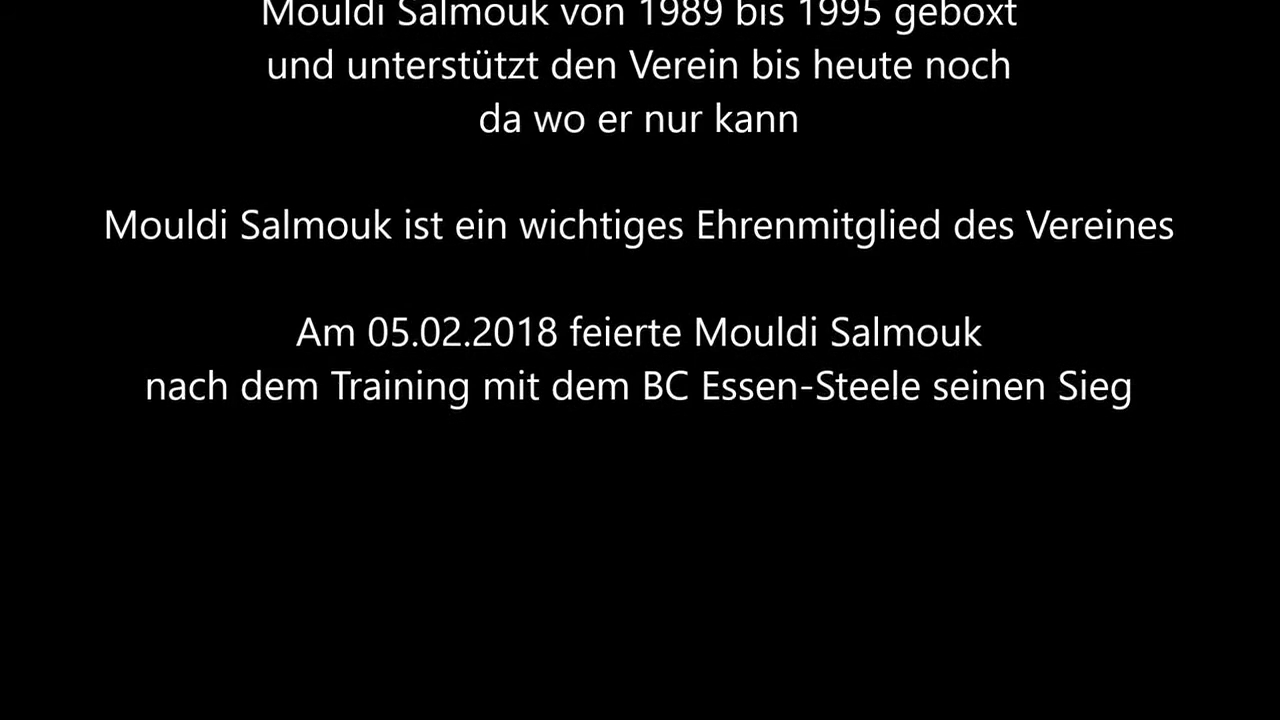 Mouldi Salmouk von 1989 bis 1995 geboxt
und unterstützt den Verein bis heute noch
da wo er nur kann
Mouldi Salmouk ist ein wichtiges Ehrenmitglied des Vereines
Am 05.02.2018 feierte Mouldi Salmouk
nach dem Training mit dem BC Essen-Steele seinen Sieg